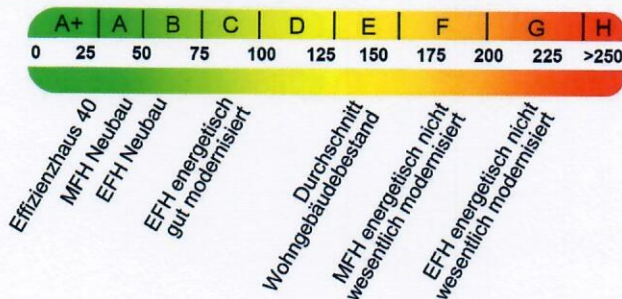 A+ A B C D E F G H
0 25 50 75 100 125 150 175 200 225 >250
Effizienzhaus 40
MFH Neubau
EFH Neubau
EFH energetisch
gut modernisiert
Durchschnitt
Wohngebäudebestand
MFH energetisch nicht
wesentlich modernisiert
EFH energetisch nicht
wesentlich modernisiert